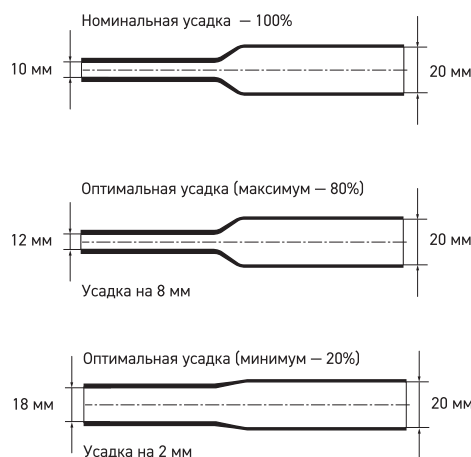 Номинальная усадка — 100%
10 мм
20 мм
Оптимальная усадка (максимум — 80%)
12 мм
20 мм
Усадка на 8 мм
Оптимальная усадка (минимум — 20%)
18 мм
20 мм
Усадка на 2 мм